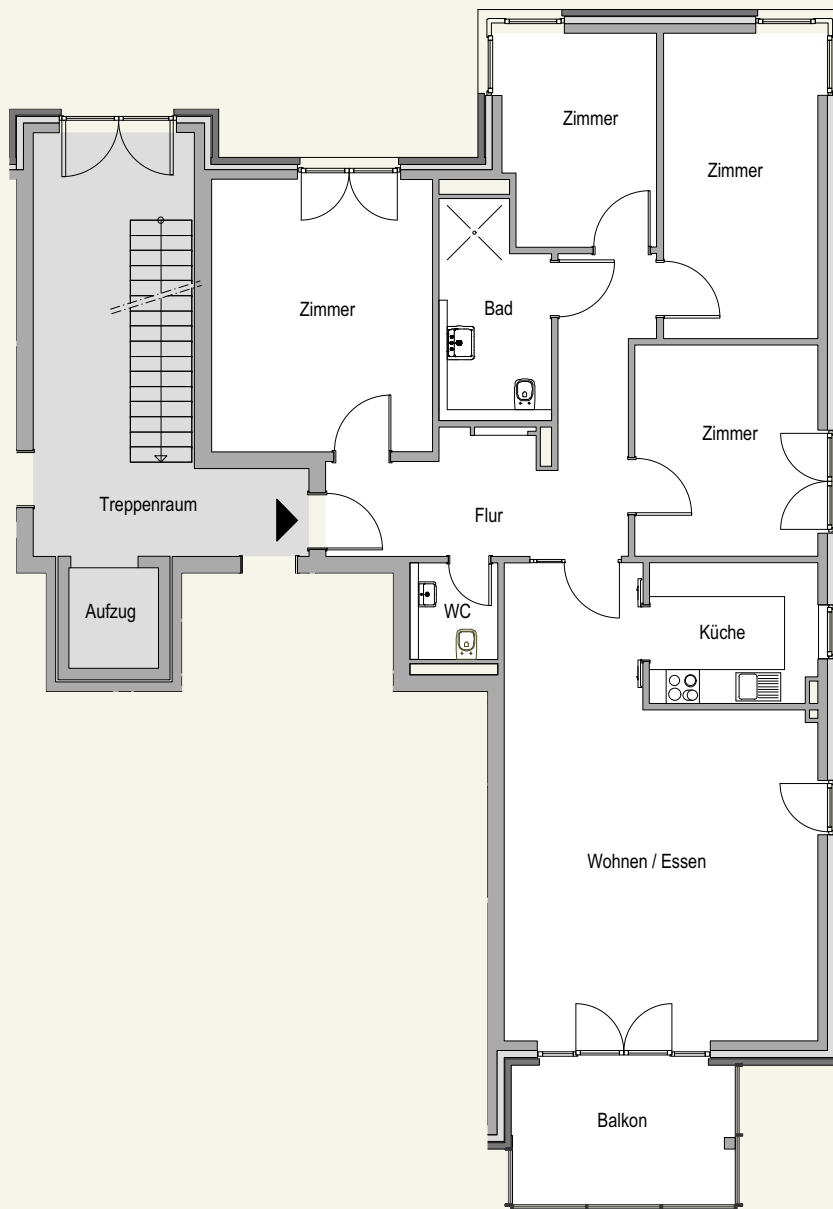 Zimmer
Zimmer
Zimmer
Bad
Zimmer
Treppenraum
Flur
Aufzug
WC
Küche
Wohnen / Essen
Balkon